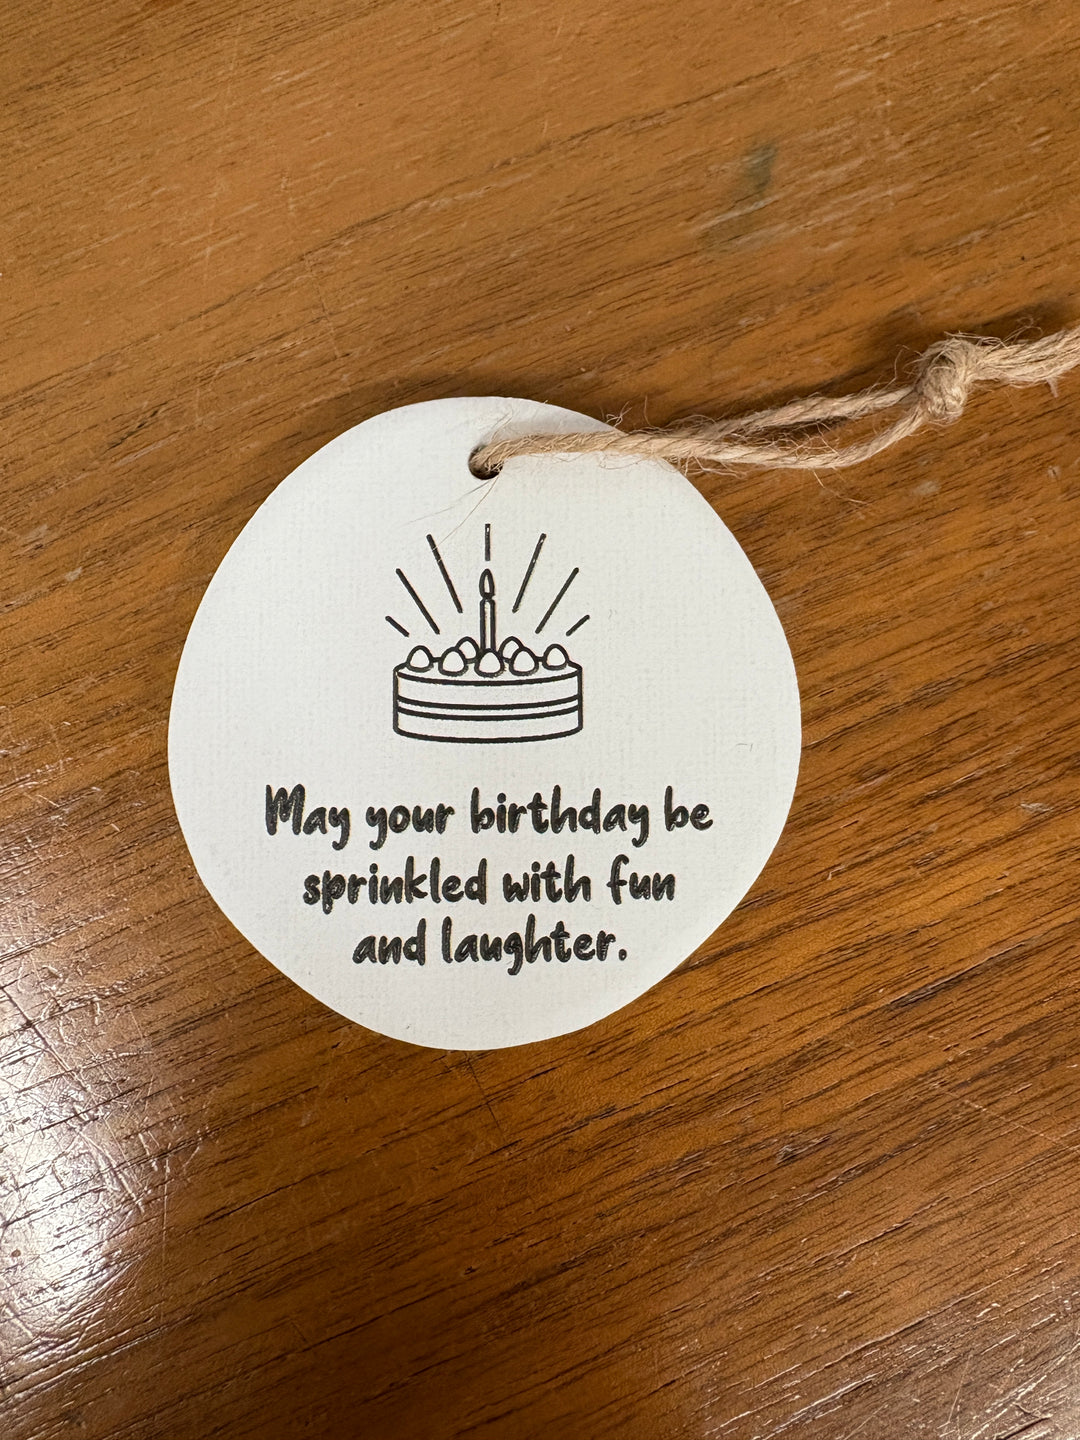 May your birthday be
sprinkled with fun
and laughter.